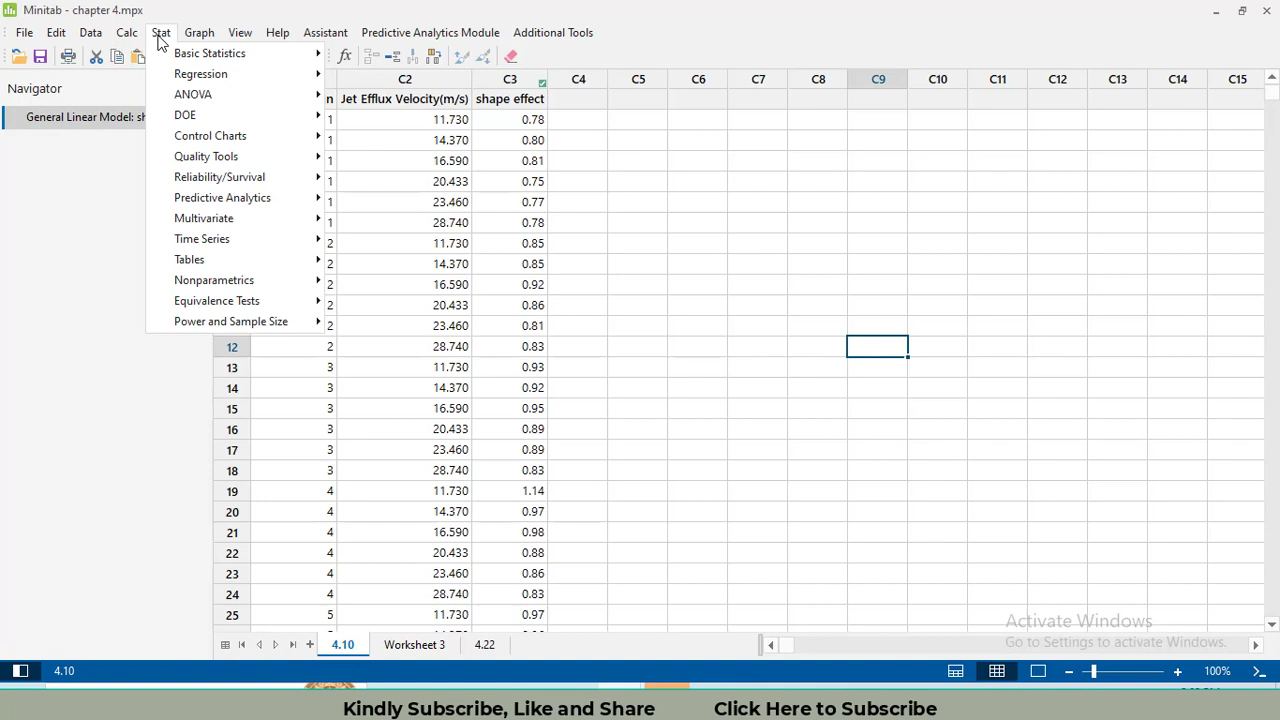 Minitab - chapter 4.mpx
File Edit Data Calc Stat Graph View Help Assistant Predictive Analytics Module Additional Tools
fx
Navigator
General Linear Model: sh
Basic Statistics
Regression
ANOVA
DOE
Control Charts
Quality Tools
Reliability/Survival
Predictive Analytics
Multivariate
Time Series
Tables
Nonparametrics
Equivalence Tests
Power and Sample Size
C2 C3 C4 C5 C6 C7 C8 C9 C10 C11 C12 C13 C14 C15
n Jet Efflux Velocity(m/s) shape effect
1 11.730 0.78
1 14.370 0.80
1 16.590 0.81
1 20.433 0.75
1 23.460 0.77
1 28.740 0.78
2 11.730 0.85
2 14.370 0.85
2 16.590 0.92
2 20.433 0.86
2 23.460 0.81
12 2 28.740 0.83
13 3 11.730 0.93
14 3 14.370 0.92
15 3 16.590 0.95
16 3 20.433 0.89
17 3 23.460 0.89
18 3 28.740 0.83
19 4 11.730 1.14
20 4 14.370 0.97
21 4 16.590 0.98
22 4 20.433 0.88
23 4 23.460 0.86
24 4 28.740 0.83
25 5 11.730 0.97
Activate Windows
Go to Settings to activate Windows.
4.10 Worksheet 3 4.22
4.10 100%
Kindly Subscribe, Like and Share Click Here to Subscribe